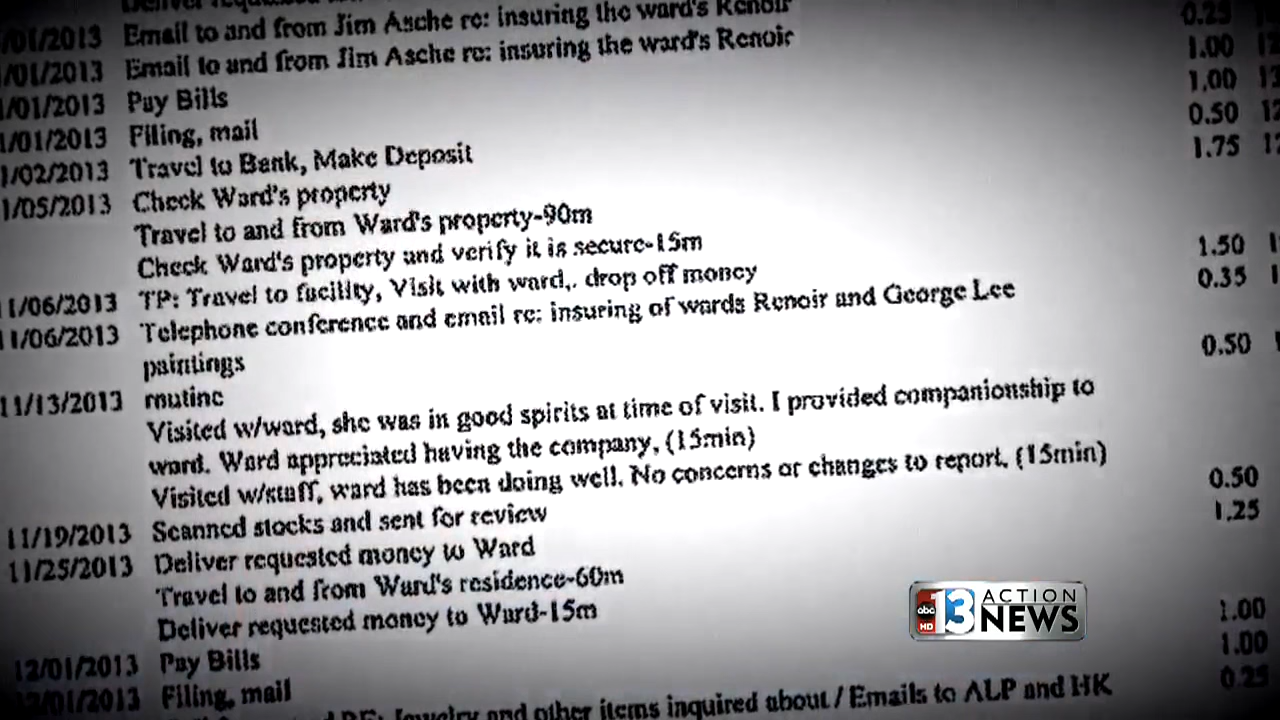 01/2013 Email to and from Jim Asche re: insuring the ward's Renoir 0.25
/01/2013 Email to and from Jim Asche re: insuring the ward's Renoir 1.00
/01/2013 Pay Bills 1.00
1/01/2013 Filing, mail 0.50
1/02/2013 Travel to Bank, Make Deposit 1.75
1/05/2013 Check Ward's property
Travel to and from Ward's property-90m
Check Ward's property and verify it is secure-15m 1.50
11/06/2013 TP: Travel to facility, Visit with ward,. drop off money 0.35
11/06/2013 Telephone conference and email re: insuring of wards Renoir and George Lee
paintings 0.50
11/13/2013 routine
Visited w/ward, she was in good spirits at time of visit. I provided companionship to
ward. Ward appreciated having the company. (15min)
Visited w/staff, ward has been doing well. No concerns or changes to report. (15min)
11/19/2013 Scanned stocks and sent for review 0.50
11/25/2013 Deliver requested money to Ward 1.25
Travel to and from Ward's residence-60m
Deliver requested money to Ward-15m
12/01/2013 Pay Bills 1.00
12/01/2013 Filing, mail 1.00
RE: Jewelry and other items inquired about / Emails to ALP and HK 0.25
abc HD 13 ACTION NEWS